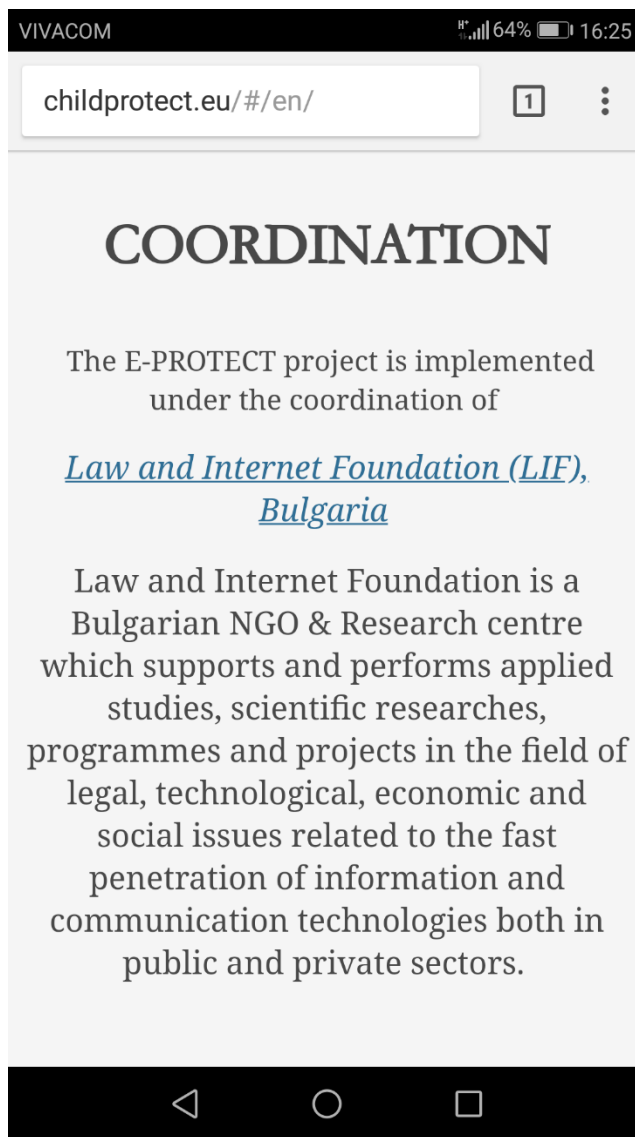 VIVACOM H+ 64% 16:25
childprotect.eu/#/en/ 1
COORDINATION
The E-PROTECT project is implemented
under the coordination of
Law and Internet Foundation (LIF),
Bulgaria
Law and Internet Foundation is a
Bulgarian NGO & Research centre
which supports and performs applied
studies, scientific researches,
programmes and projects in the field of
legal, technological, economic and
social issues related to the fast
penetration of information and
communication technologies both in
public and private sectors.